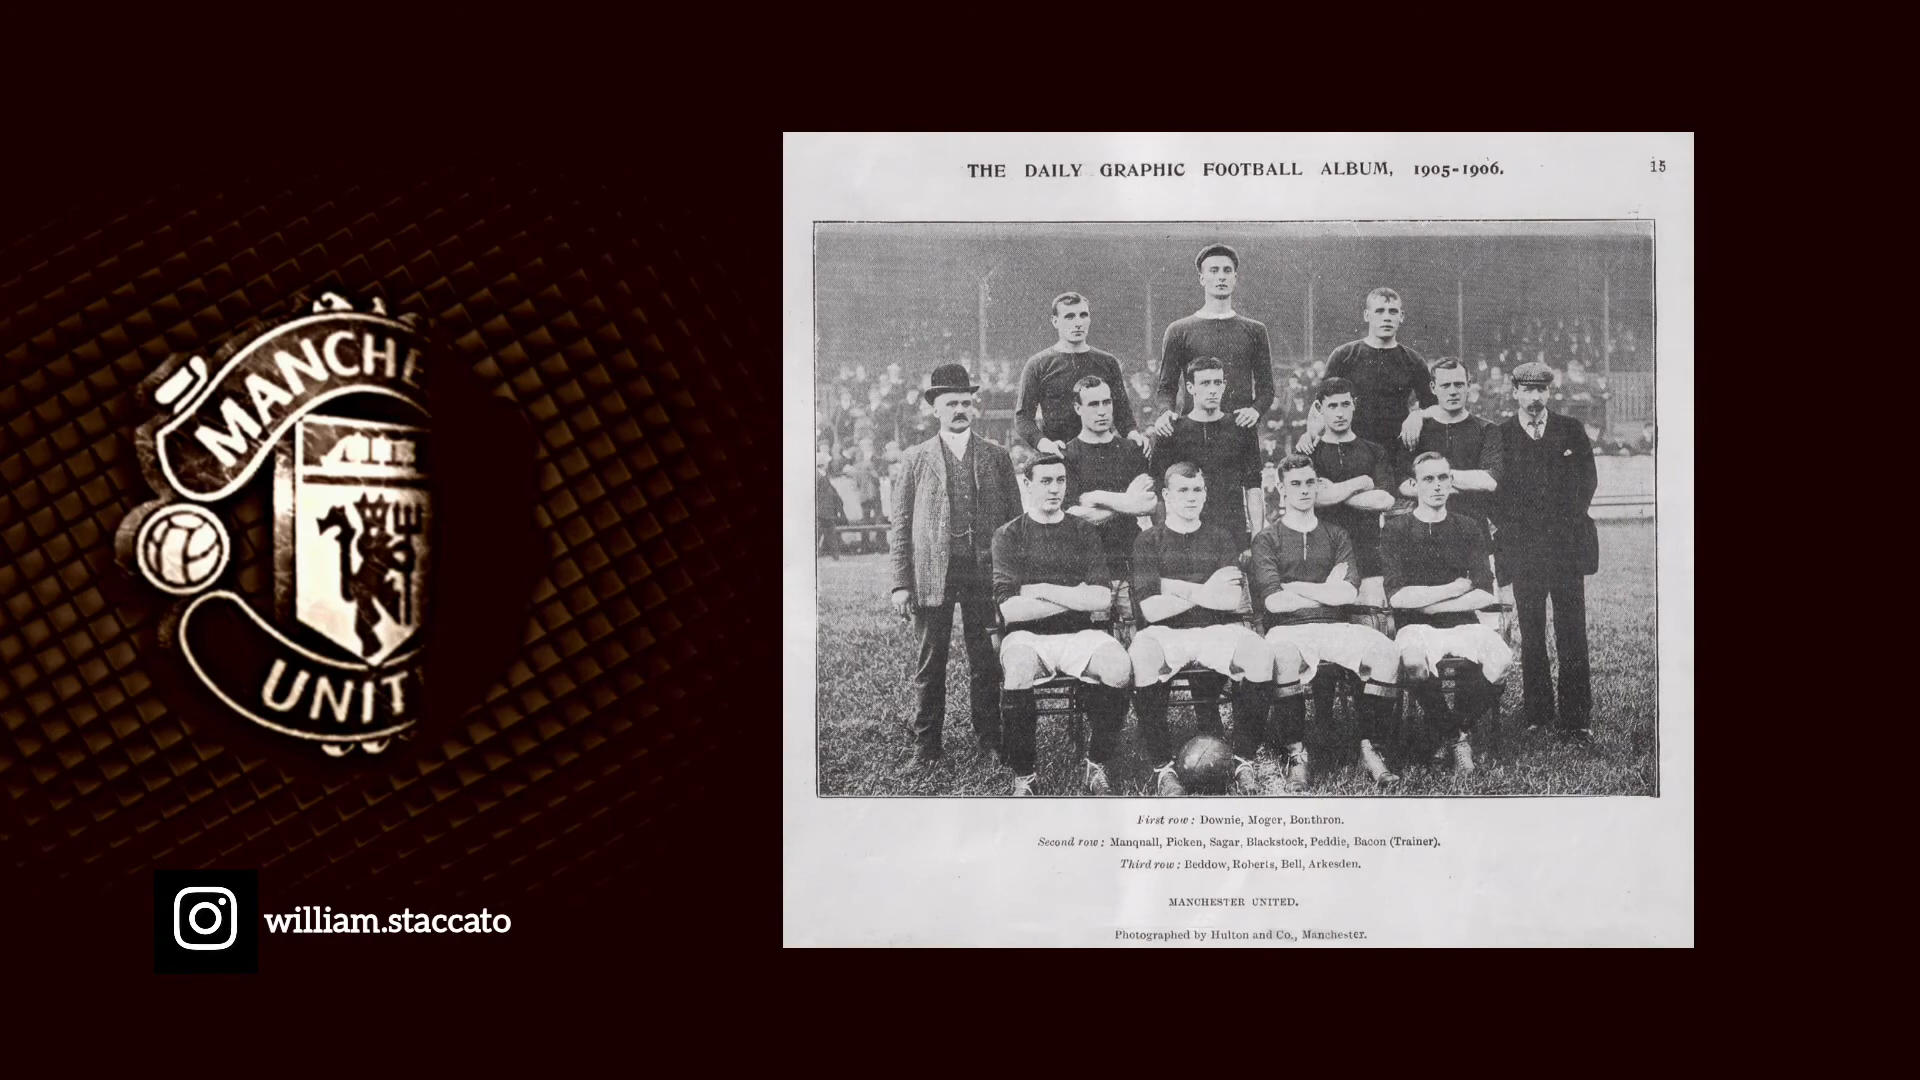 THE DAILY GRAPHIC FOOTBALL ALBUM, 1905-1906.
15
First row: Downie, Moger, Bonthron.
Second row: Manqnall, Picken, Sagar, Blackstock, Peddie, Bacon (Trainer).
Third row: Beddow, Roberts, Bell, Arkesden.
MANCHESTER UNITED.
Photographed by Hulton and Co., Manchester.
MANCHE
UNIT
william.staccato